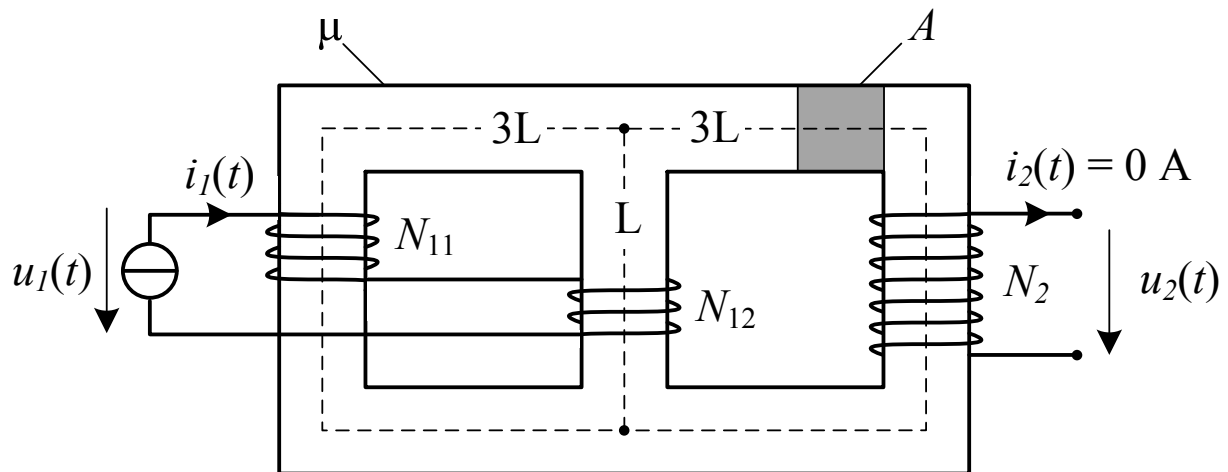 μ
A
3L
3L
i₁(t)
i₂(t) = 0 A
L
N₁₁
u₁(t)
N₂
u₂(t)
N₁₂